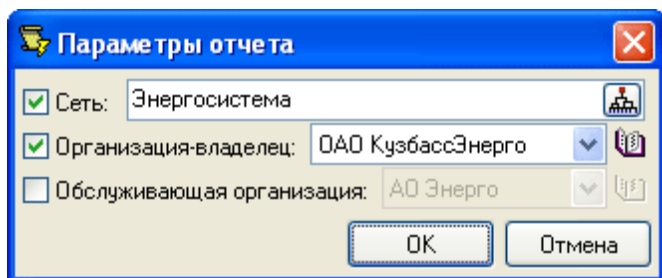 Параметры отчета
Сеть: Энергосистема
Организация-владелец: ОАО КузбассЭнерго
Обслуживающая организация: АО Энерго
OK Отмена